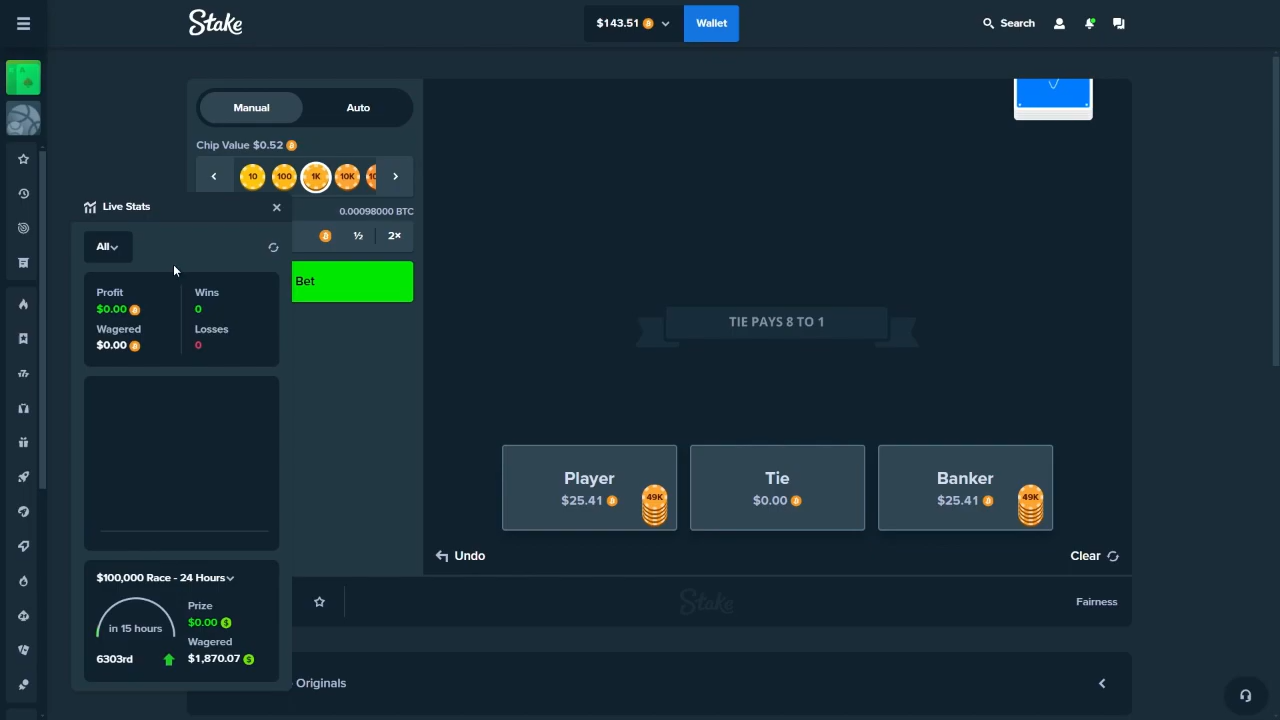 Stake
$143.51
Wallet
Search
Manual
Auto
Chip Value $0.52
10
100
1K
10K
0.00098000 BTC
½
2×
Bet
Live Stats
All
Profit
$0.00
Wins
0
Wagered
$0.00
Losses
0
$100,000 Race - 24 Hours
in 15 hours
Prize
$0.00
Wagered
$1,870.07
6303rd
TIE PAYS 8 TO 1
Player
$25.41
49K
Tie
$0.00
Banker
$25.41
49K
Undo
Clear
Stake
Fairness
Originals